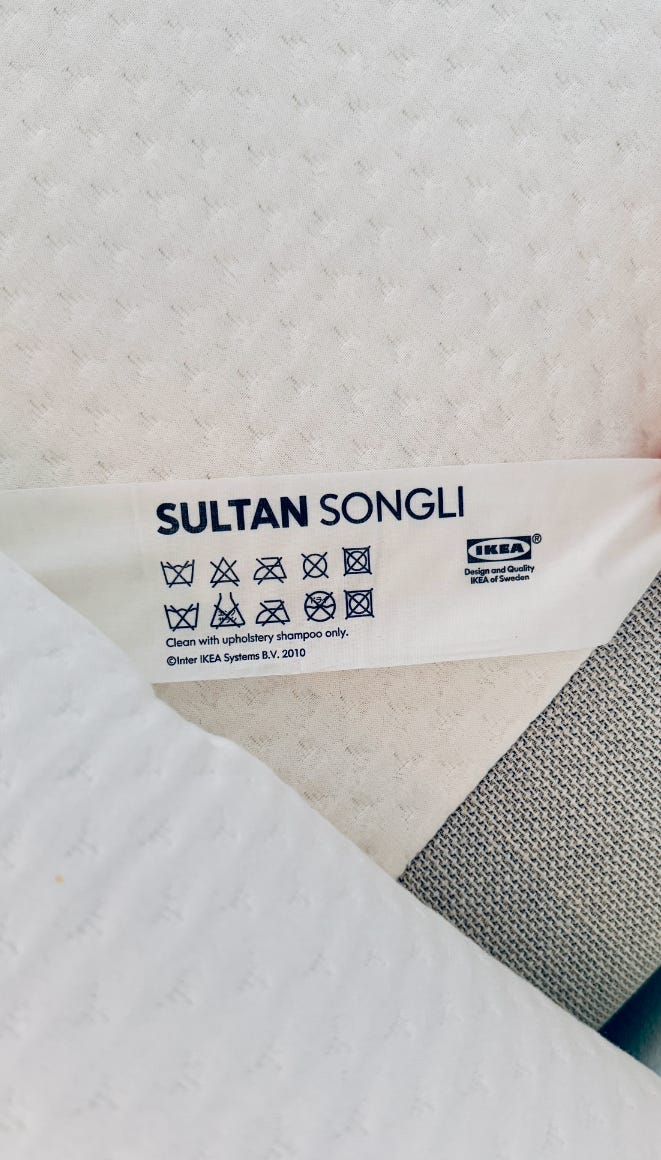 SULTAN SONGLI
IKEA®
Design and Quality
IKEA of Sweden
Clean with upholstery shampoo only.
©Inter IKEA Systems B.V. 2010